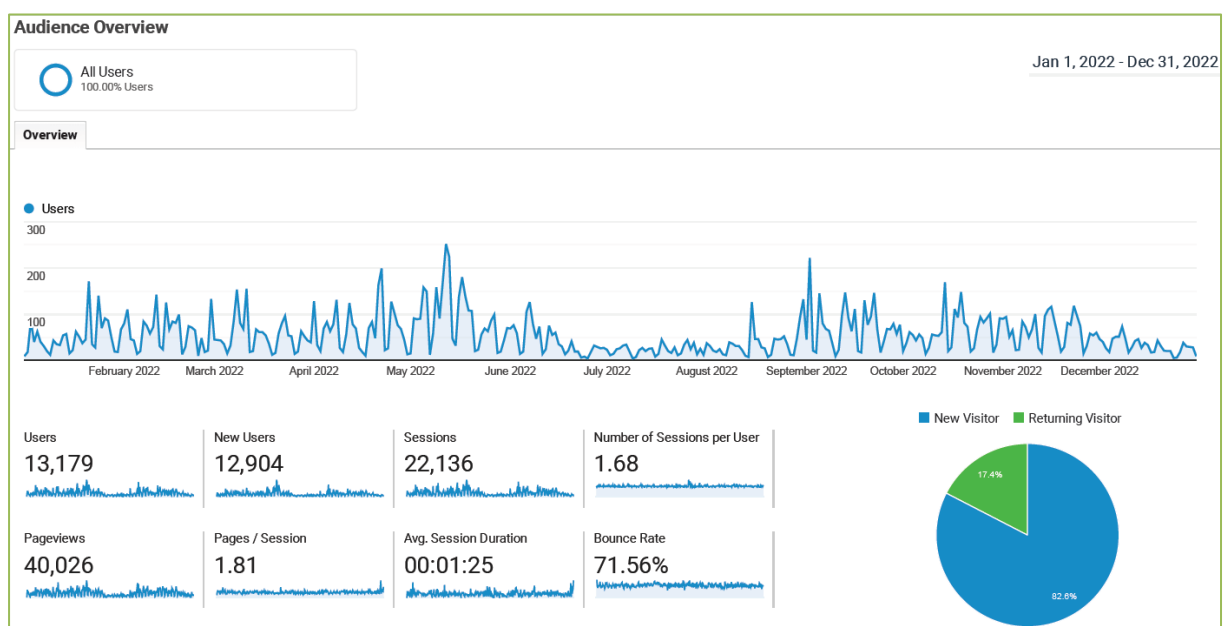 Audience Overview
All Users
100.00% Users
Jan 1, 2022 - Dec 31, 2022
Overview
Users
300
200
100
February 2022 March 2022 April 2022 May 2022 June 2022 July 2022 August 2022 September 2022 October 2022 November 2022 December 2022
New Visitor Returning Visitor
Users
13,179
New Users
12,904
Sessions
22,136
Number of Sessions per User
1.68
Pageviews
40,026
Pages / Session
1.81
Avg. Session Duration
00:01:25
Bounce Rate
71.56%
17.4%
82.6%